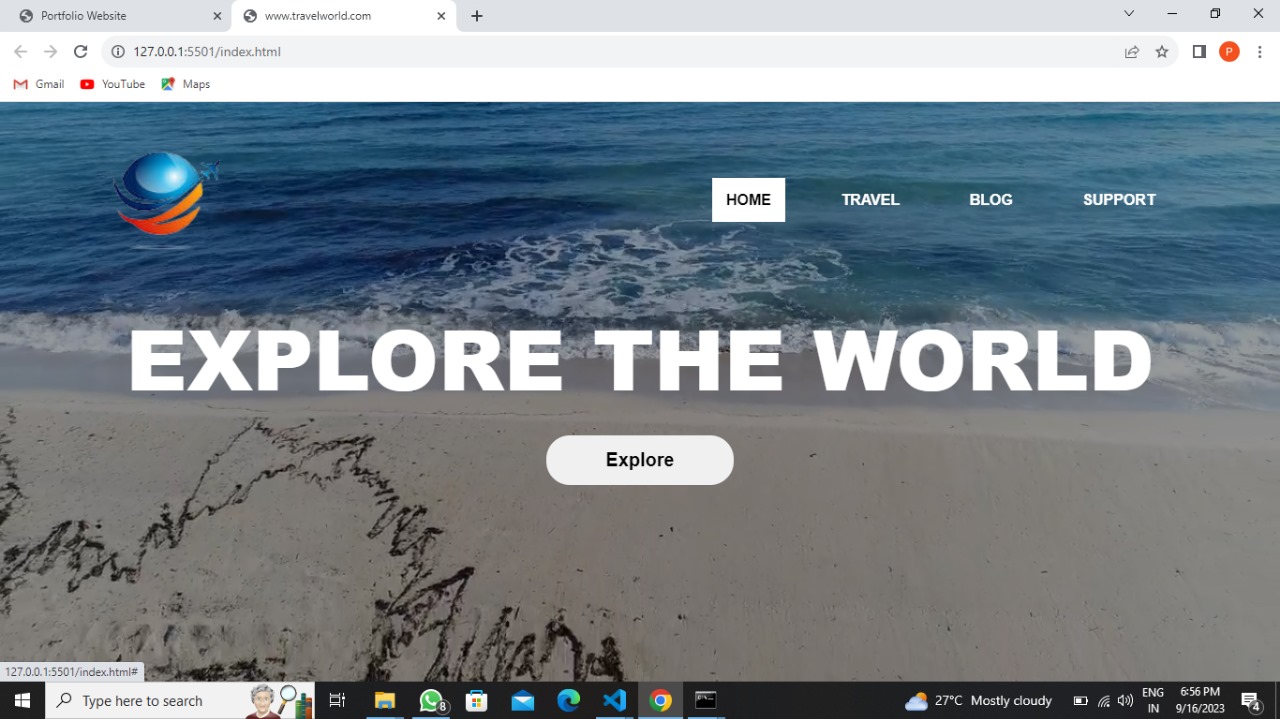 Portfolio Website
www.travelworld.com
127.0.0.1:5501/index.html
P
Gmail YouTube Maps
HOME TRAVEL BLOG SUPPORT
EXPLORE THE WORLD
Explore
127.0.0.1:5501/index.html#
Type here to search
8
27°C Mostly cloudy
ENG
IN
6:56 PM
9/16/2023
4